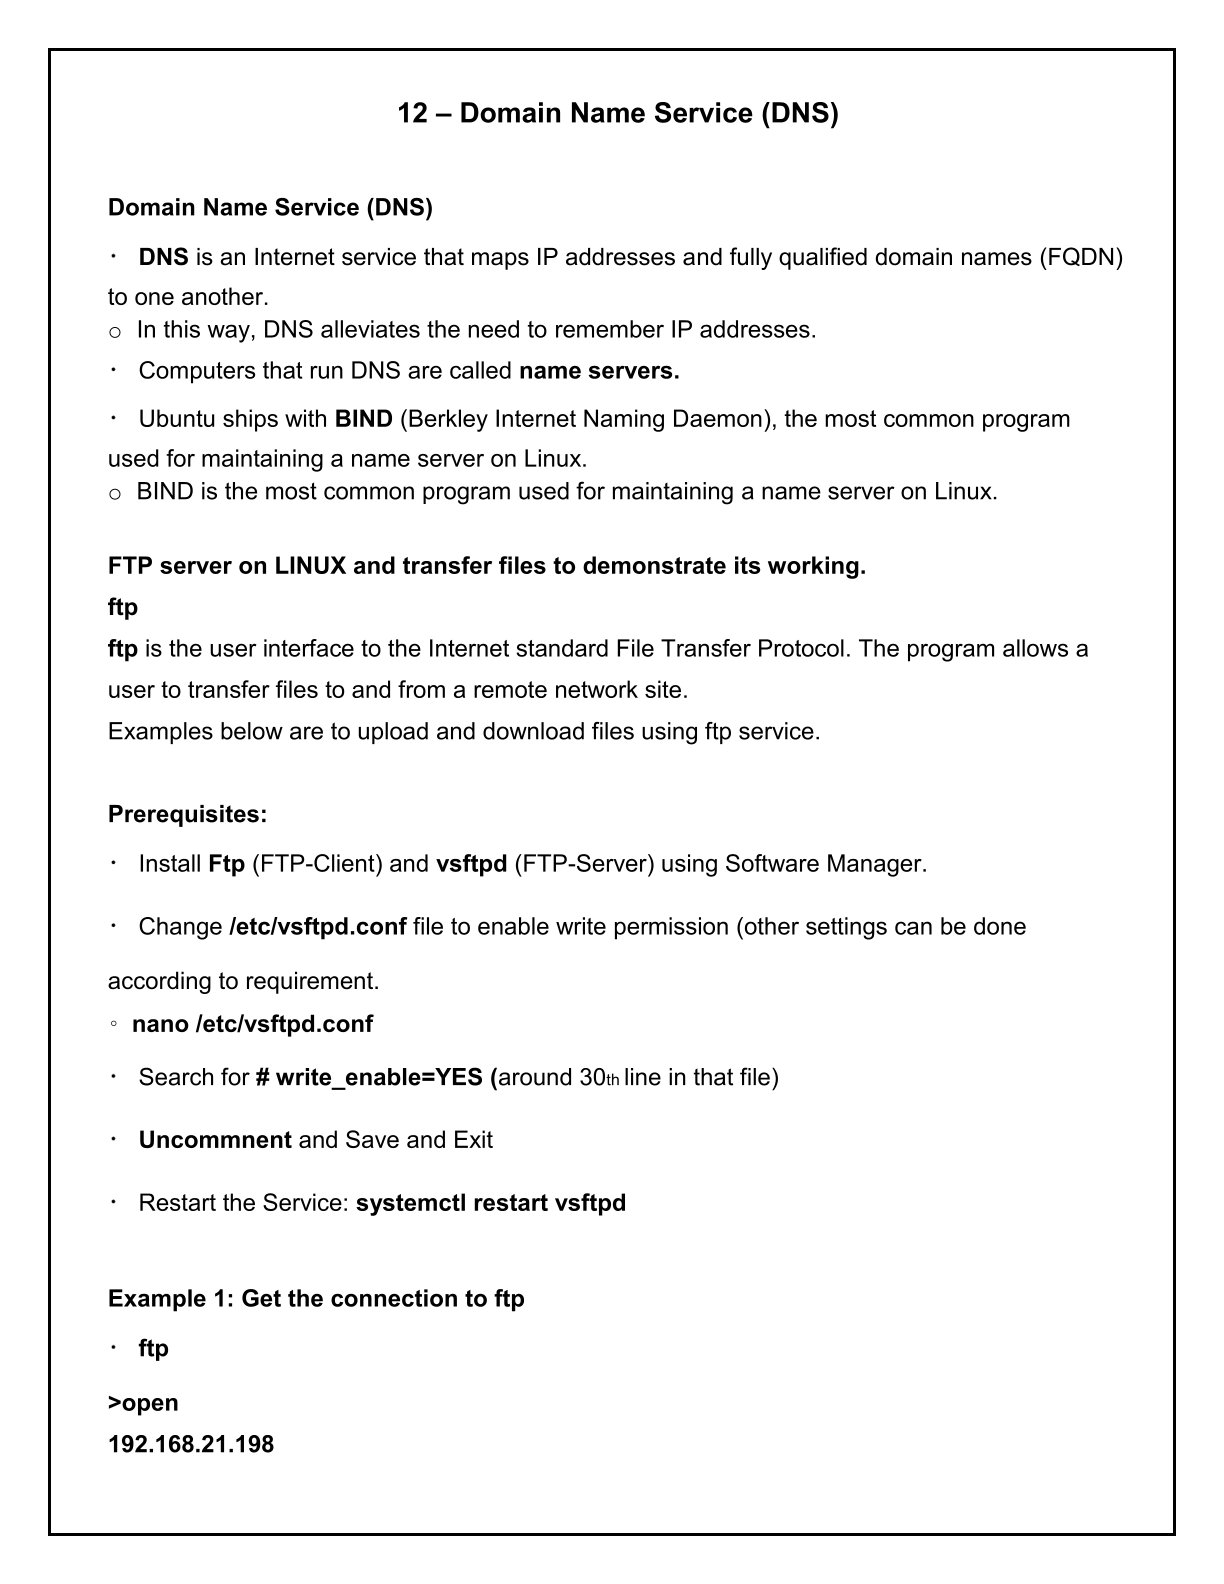 12 – Domain Name Service (DNS)
Domain Name Service (DNS)
· DNS is an Internet service that maps IP addresses and fully qualified domain names (FQDN)
to one another.
o In this way, DNS alleviates the need to remember IP addresses.
· Computers that run DNS are called name servers.
· Ubuntu ships with BIND (Berkley Internet Naming Daemon), the most common program
used for maintaining a name server on Linux.
o BIND is the most common program used for maintaining a name server on Linux.
FTP server on LINUX and transfer files to demonstrate its working.
ftp
ftp is the user interface to the Internet standard File Transfer Protocol. The program allows a
user to transfer files to and from a remote network site.
Examples below are to upload and download files using ftp service.
Prerequisites:
· Install Ftp (FTP-Client) and vsftpd (FTP-Server) using Software Manager.
· Change /etc/vsftpd.conf file to enable write permission (other settings can be done
according to requirement.
◦ nano /etc/vsftpd.conf
· Search for # write_enable=YES (around 30th line in that file)
· Uncommnent and Save and Exit
· Restart the Service: systemctl restart vsftpd
Example 1: Get the connection to ftp
· ftp
>open
192.168.21.198